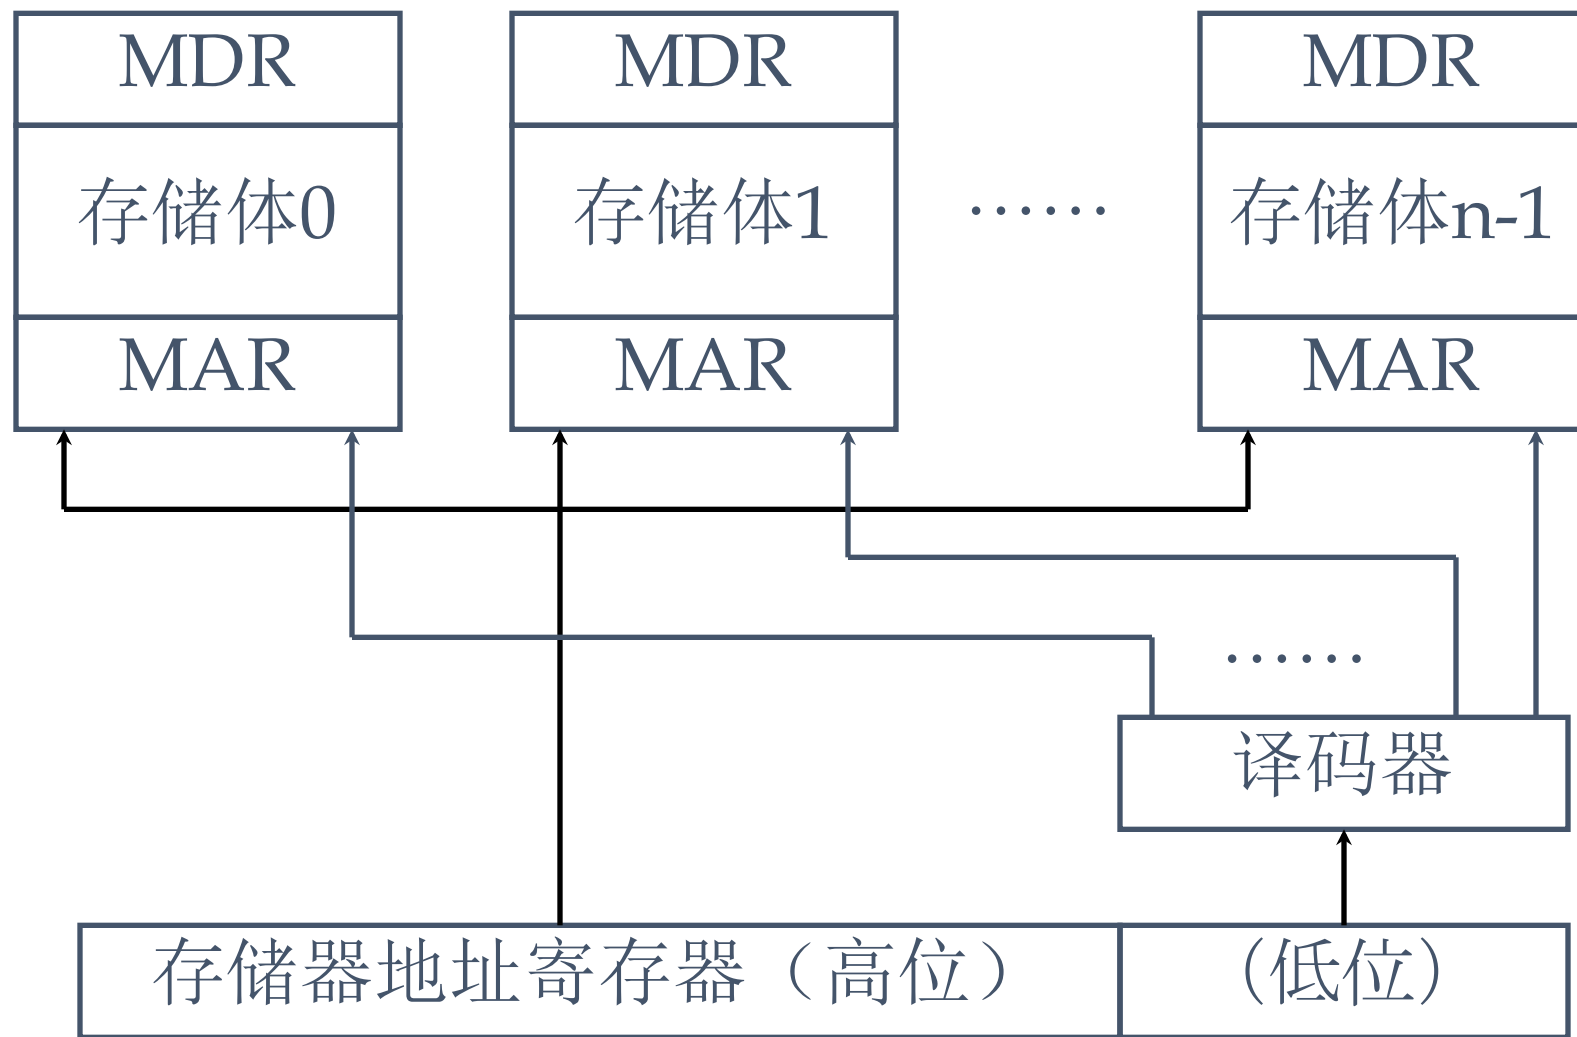 MDR MDR MDR
存储体0 存储体1 ······ 存储体n-1
MAR MAR MAR
······
译码器
存储器地址寄存器（高位） (低位)